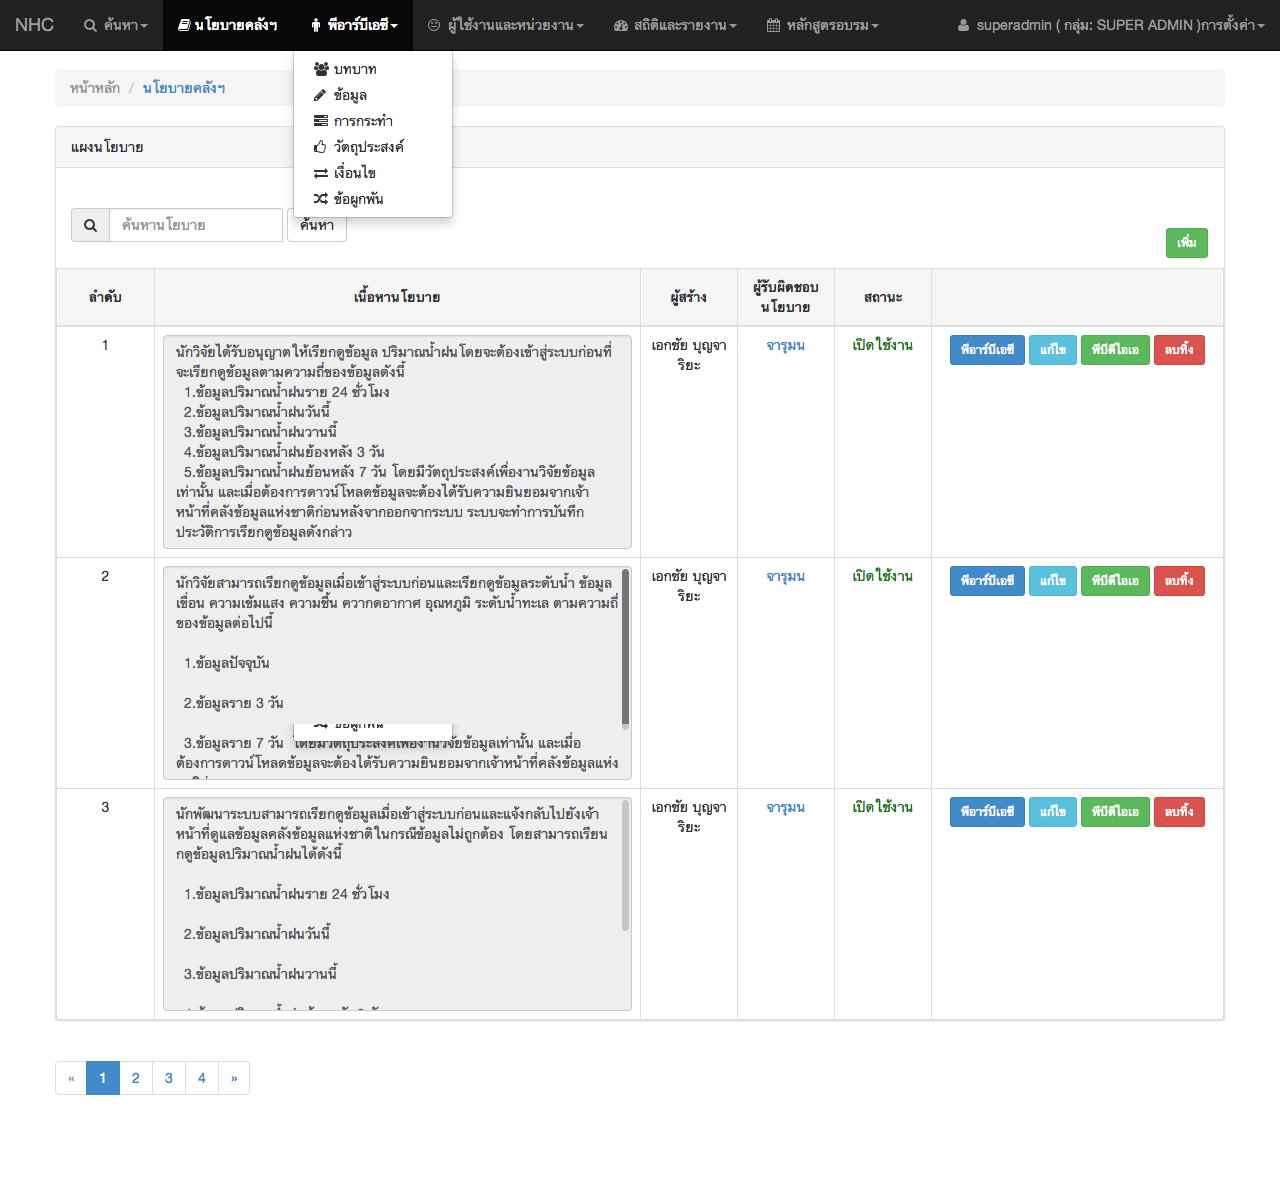 NHC ค้นหา นโยบายคลังฯ พีอาร์บีเอซี ผู้ใช้งานและหน่วยงาน สถิติและรายงาน หลักสูตรอบรม superadmin ( กลุ่ม: SUPER ADMIN )การตั้งค่า
บทบาท
ข้อมูล
การกระทำ
วัตถุประสงค์
เงื่อนไข
ข้อผูกพัน
หน้าหลัก / นโยบายคลังฯ
แผงนโยบาย
ค้นหานโยบาย ค้นหา
เพิ่ม
ลำดับ เนื้อหานโยบาย ผู้สร้าง ผู้รับผิดชอบ สถานะ
นโยบาย
1 นักวิจัยได้รับอนุญาตให้เรียกดูข้อมูล ปริมาณน้ำฝนโดยจะต้องเข้าสู่ระบบก่อนที่ เอกชัย บุญจา จารุมน เปิดใช้งาน พีอาร์บีเอซี แก้ไข พีบีดีไอเอ ลบทิ้ง
จะเรียกดูข้อมูลตามความถี่ของข้อมูลดังนี้ ริยะ
1.ข้อมูลปริมาณน้ำฝนราย 24 ชั่วโมง
2.ข้อมูลปริมาณน้ำฝนวันนี้
3.ข้อมูลปริมาณน้ำฝนวานนี้
4.ข้อมูลปริมาณน้ำฝนย้องหลัง 3 วัน
5.ข้อมูลปริมาณน้ำฝนย้อนหลัง 7 วัน โดยมีวัตถุประสงค์เพื่องานวิจัยข้อมูล
เท่านั้น และเมื่อต้องการดาวน์โหลดข้อมูลจะต้องได้รับความยินยอมจากเจ้า
หน้าที่คลังข้อมูลแห่งชาติก่อนหลังจากออกจากระบบ ระบบจะทำการบันทึก
ประวัติการเรียกดูข้อมูลดังกล่าว
2 นักวิจัยสามารถเรียกดูข้อมูลเมื่อเข้าสู่ระบบก่อนและเรียกดูข้อมูลระดับน้ำ ข้อมูล เอกชัย บุญจา จารุมน เปิดใช้งาน พีอาร์บีเอซี แก้ไข พีบีดีไอเอ ลบทิ้ง
เขื่อน ความเข้มแสง ความชื้น ควากดอากาศ อุณหภูมิ ระดับน้ำทะเล ตามความถี่ ริยะ
ของข้อมูลต่อไปนี้
1.ข้อมูลปัจจุบัน
2.ข้อมูลราย 3 วัน
3.ข้อมูลราย 7 วัน โดยมีวัตถุประสงค์เพื่องานวิจัยข้อมูลเท่านั้น และเมื่อ
ต้องการดาวน์โหลดข้อมูลจะต้องได้รับความยินยอมจากเจ้าหน้าที่คลังข้อมูลแห่ง
3 นักพัฒนาระบบสามารถเรียกดูข้อมูลเมื่อเข้าสู่ระบบก่อนและแจ้งกลับไปยังเจ้า เอกชัย บุญจา จารุมน เปิดใช้งาน พีอาร์บีเอซี แก้ไข พีบีดีไอเอ ลบทิ้ง
หน้าที่ดูแลข้อมูลคลังข้อมูลแห่งชาติในกรณีข้อมูลไม่ถูกต้อง โดยสามารถเรียน ริยะ
กดูข้อมูลปริมาณน้ำฝนได้ดังนี้
1.ข้อมูลปริมาณน้ำฝนราย 24 ชั่วโมง
2.ข้อมูลปริมาณน้ำฝนวันนี้
3.ข้อมูลปริมาณน้ำฝนวานนี้
« 1 2 3 4 »